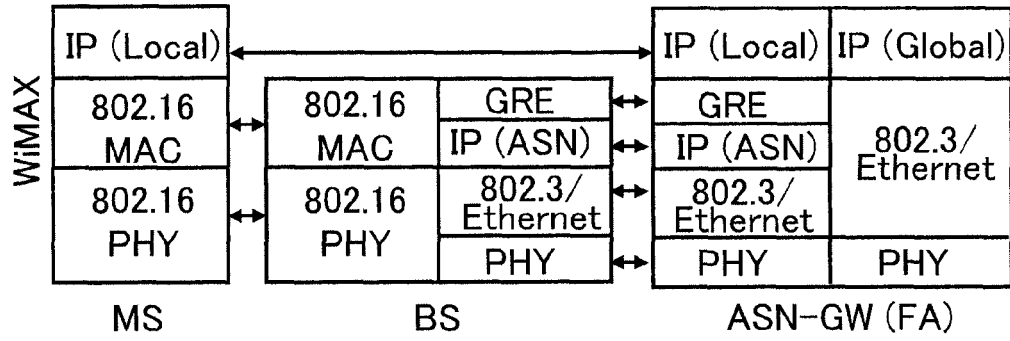 WiMAX
IP (Local)
802.16
MAC
802.16
PHY
MS
802.16
MAC
802.16
PHY
GRE
IP (ASN)
802.3/
Ethernet
PHY
BS
IP (Local)
GRE
IP (ASN)
802.3/
Ethernet
PHY
IP (Global)
802.3/
Ethernet
PHY
ASN-GW (FA)